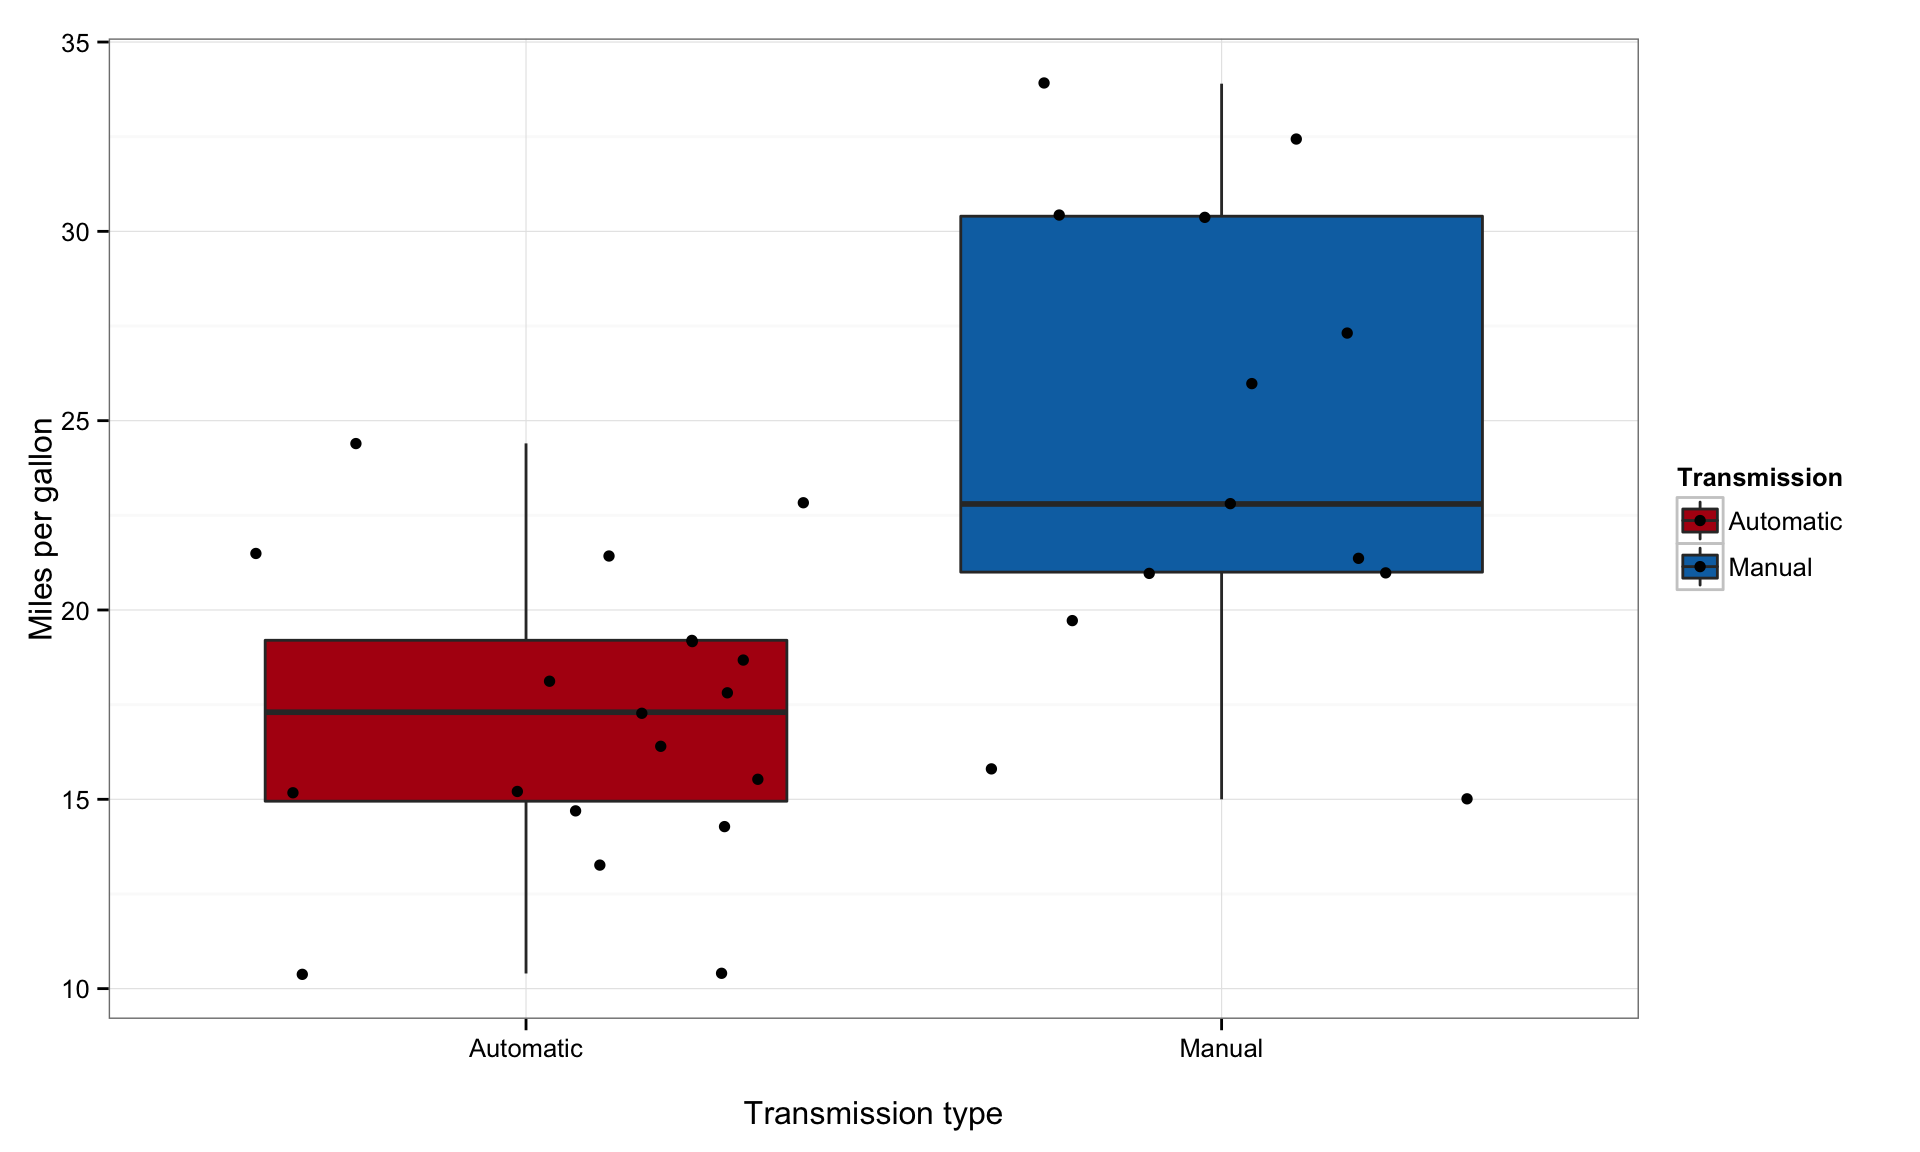 35
30
25
20
15
10
Miles per gallon
Automatic
Manual
Transmission type
Transmission
Automatic
Manual